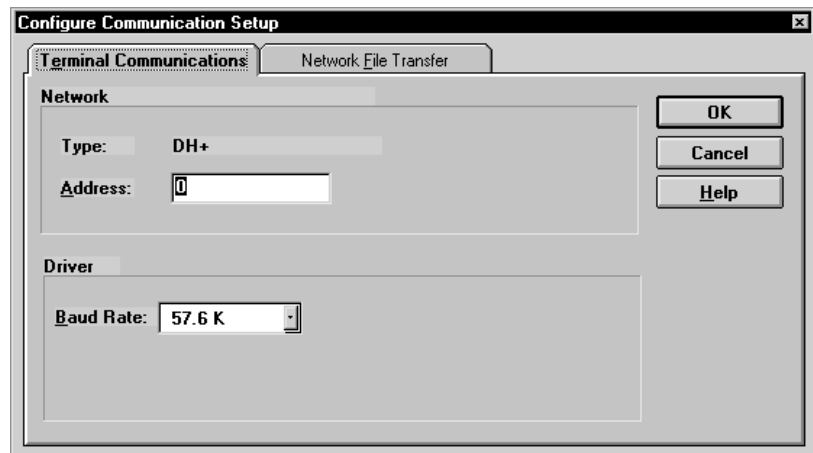 Configure Communication Setup
Terminal Communications
Network File Transfer
Network
OK
Type: DH+
Cancel
Address: 0
Help
Driver
Baud Rate: 57.6 K